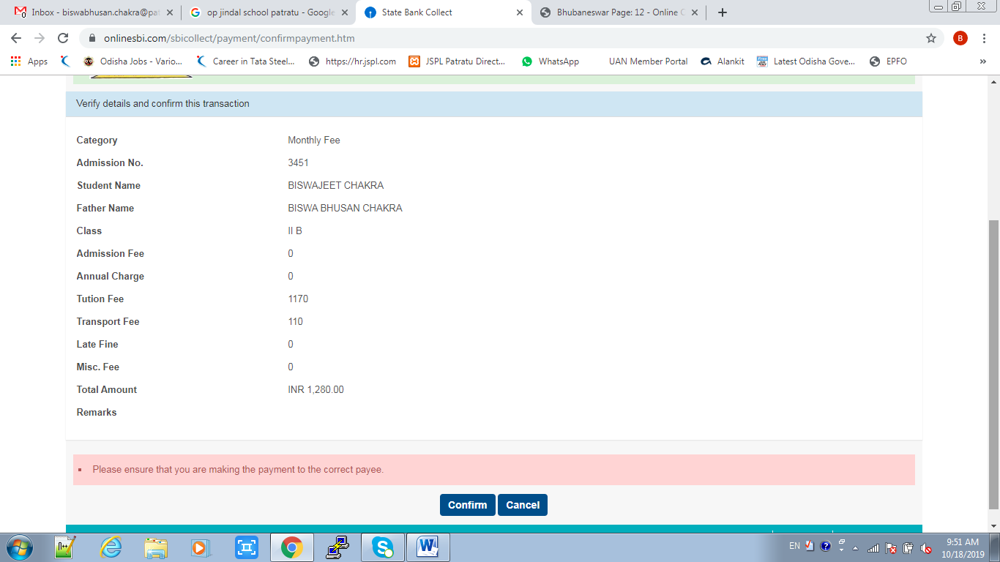 Inbox - biswabhusan.chakra@pat
op jindal school patratu - Google
State Bank Collect
Bhubaneswar Page: 12 - Online C
onlinesbi.com/sbicollect/payment/confirmpayment.htm
B
Apps
Odisha Jobs - Vario...
Career in Tata Steel...
https://hr.jspl.com
JSPL Patratu Direct...
WhatsApp
UAN Member Portal
Alankit
Latest Odisha Gove...
EPFO
Verify details and confirm this transaction
Category Monthly Fee
Admission No. 3451
Student Name BISWAJEET CHAKRA
Father Name BISWA BHUSAN CHAKRA
Class II B
Admission Fee 0
Annual Charge 0
Tution Fee 1170
Transport Fee 110
Late Fine 0
Misc. Fee 0
Total Amount INR 1,280.00
Remarks
Please ensure that you are making the payment to the correct payee.
Confirm Cancel
EN
9:51 AM
10/18/2019